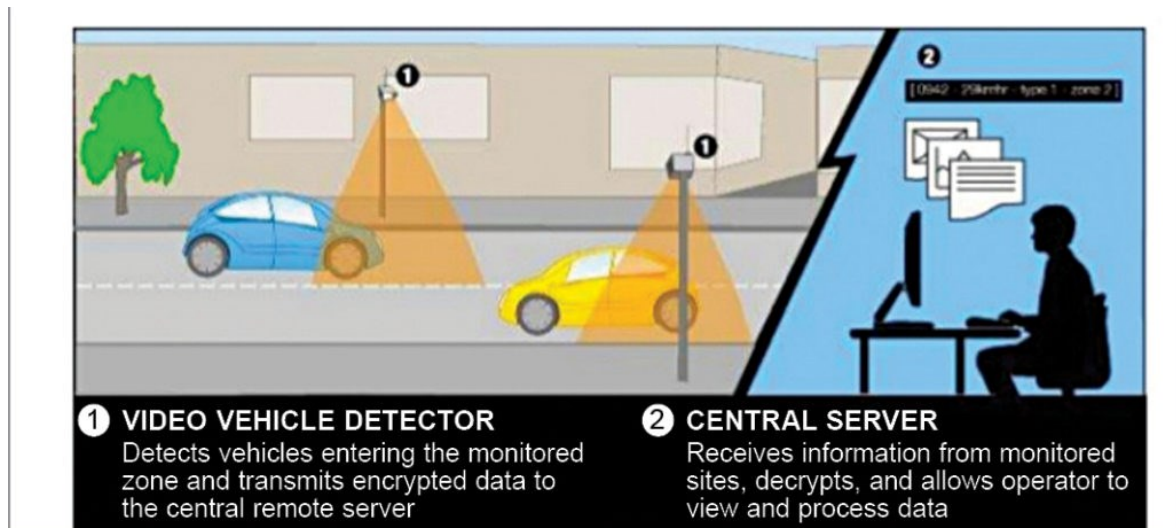 1
1
2
[ 0942 - 29km/hr - type 1 - zone 2 ]
1 VIDEO VEHICLE DETECTOR
Detects vehicles entering the monitored
zone and transmits encrypted data to
the central remote server
2 CENTRAL SERVER
Receives information from monitored
sites, decrypts, and allows operator to
view and process data